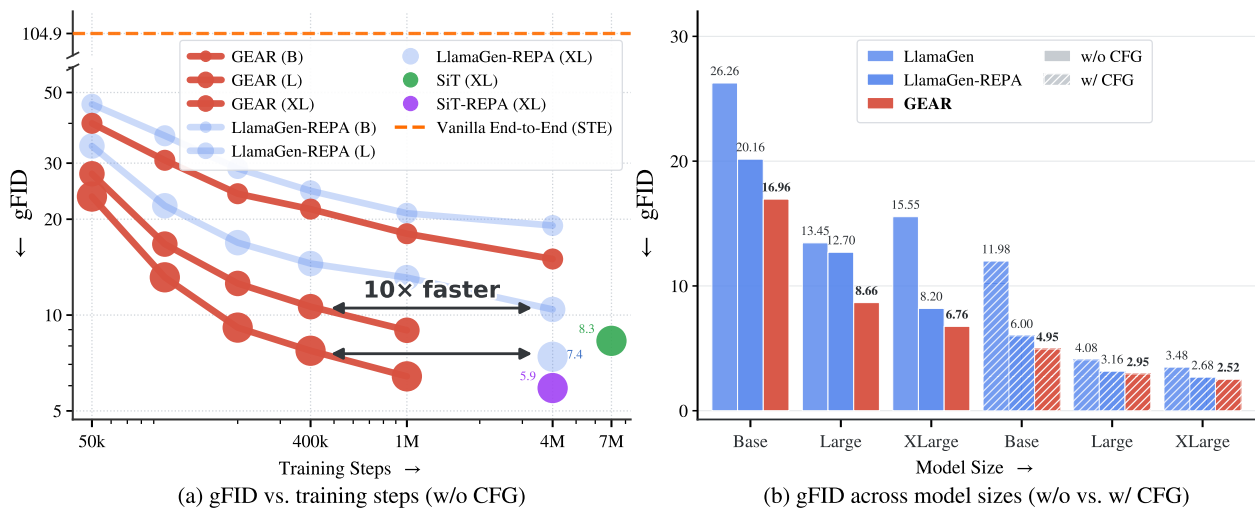 104.9
50
30
20
10
5
← gFID
GEAR (B)
GEAR (L)
GEAR (XL)
LlamaGen-REPA (B)
LlamaGen-REPA (L)
LlamaGen-REPA (XL)
SiT (XL)
SiT-REPA (XL)
Vanilla End-to-End (STE)
10× faster
8.3
7.4
5.9
50k 400k 1M 4M 7M
Training Steps →
(a) gFID vs. training steps (w/o CFG)
30
20
10
0
← gFID
LlamaGen
LlamaGen-REPA
GEAR
w/o CFG
w/ CFG
26.26
20.16
16.96
13.45
12.70
8.66
15.55
8.20
6.76
11.98
6.00
4.95
4.08
3.16
2.95
3.48
2.68
2.52
Base Large XLarge Base Large XLarge
Model Size →
(b) gFID across model sizes (w/o vs. w/ CFG)